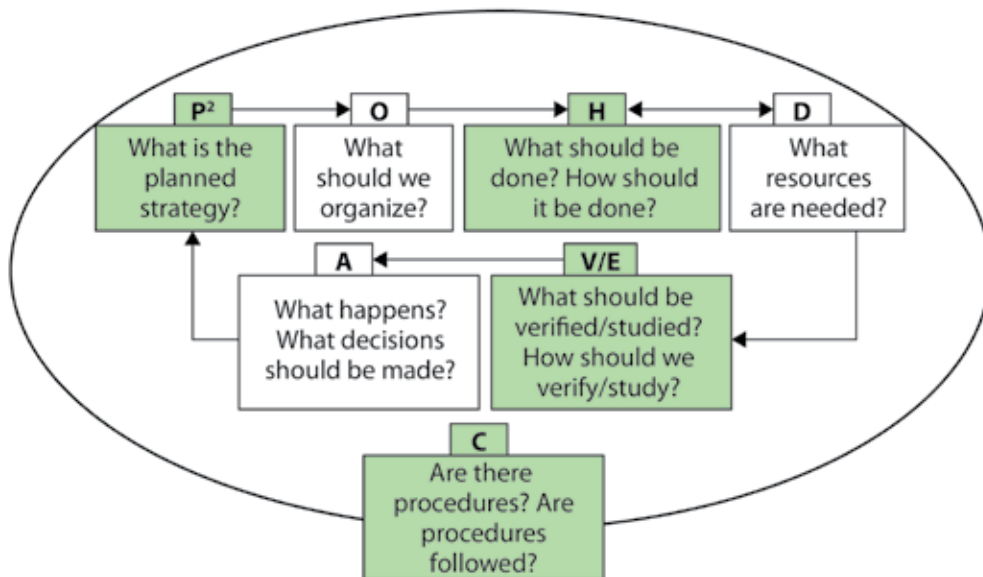 P²
What is the
planned
strategy?
O
What
should we
organize?
H
What should be
done? How should
it be done?
D
What
resources
are needed?
A
What happens?
What decisions
should be made?
V/E
What should be
verified/studied?
How should we
verify/study?
C
Are there
procedures? Are
procedures
followed?